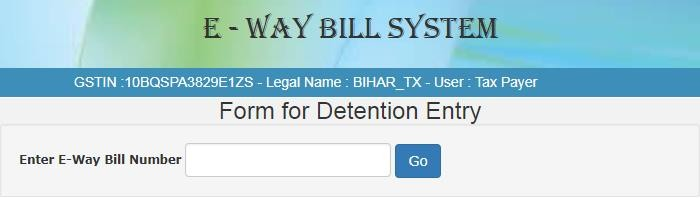 E - WAY BILL SYSTEM
GSTIN :10BQSPA3829E1ZS - Legal Name : BIHAR_TX - User : Tax Payer
Form for Detention Entry
Enter E-Way Bill Number Go